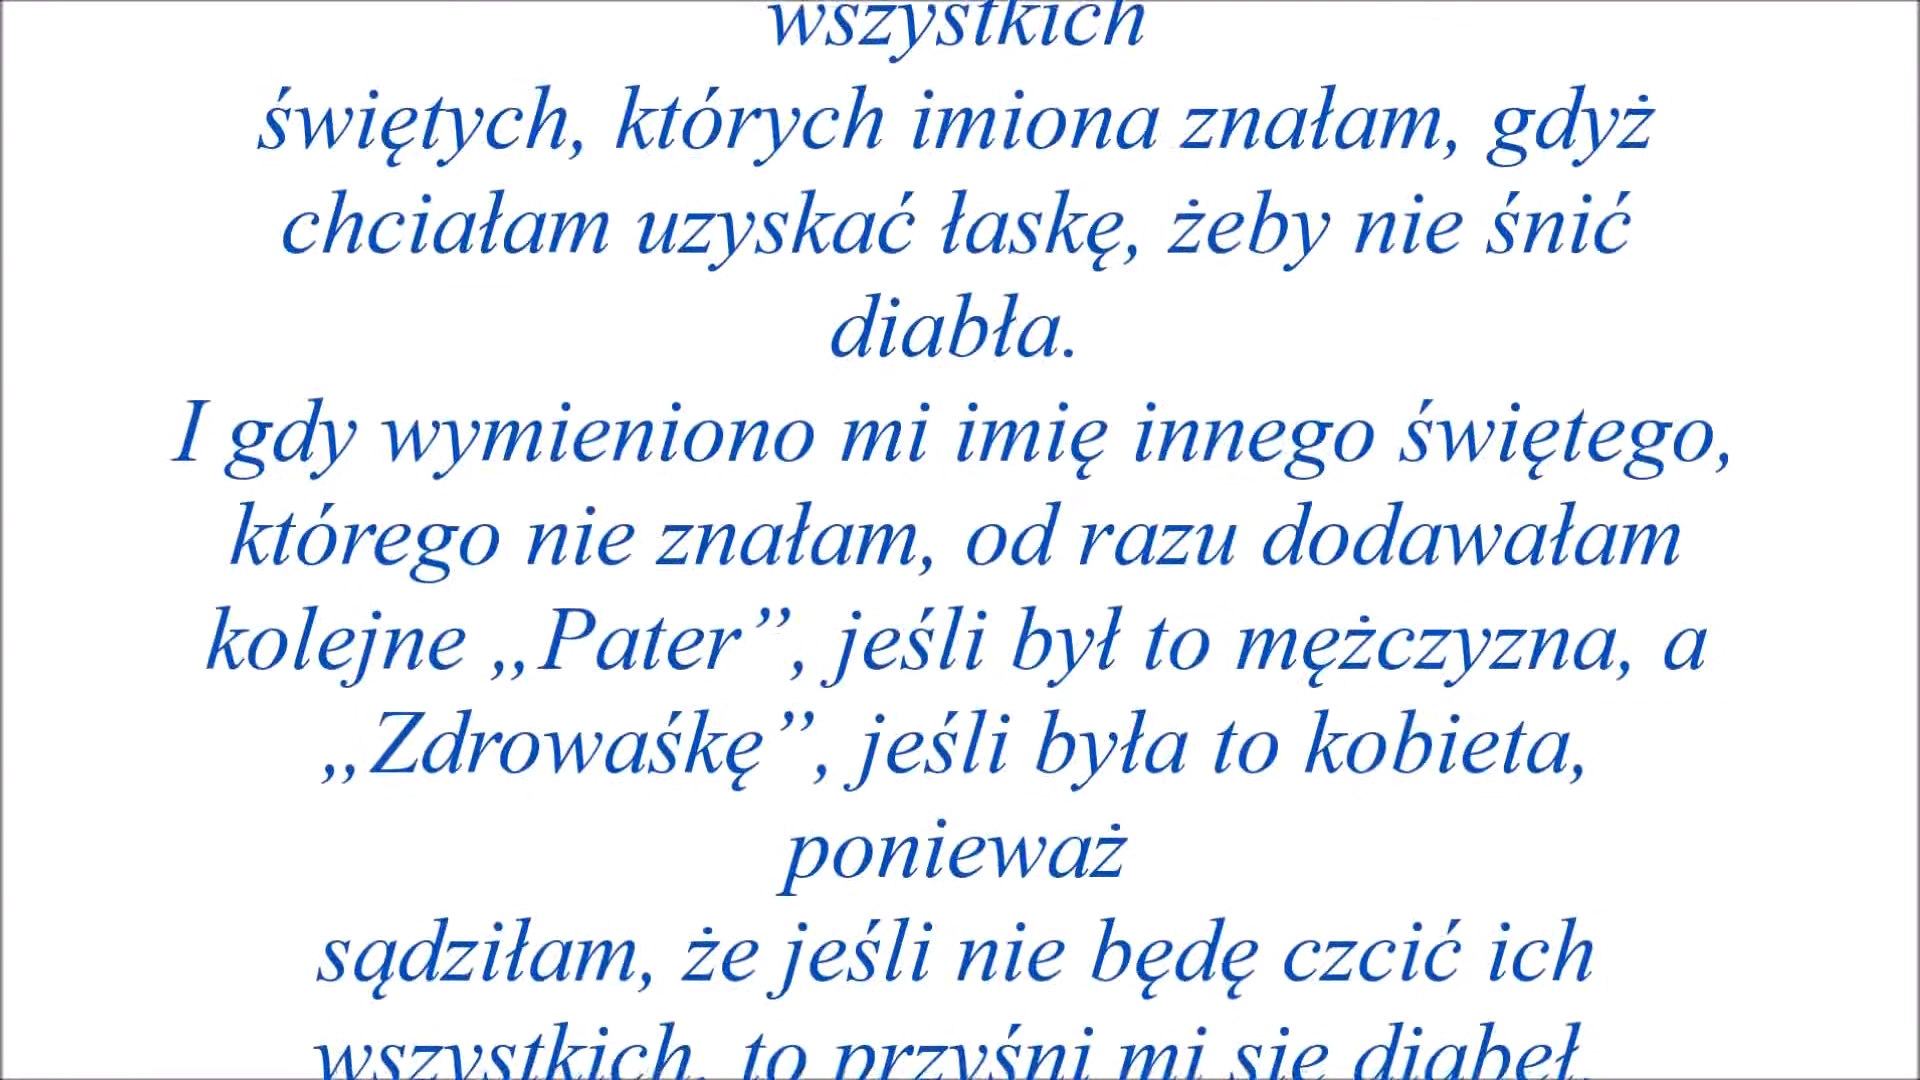 wszystkich
świętych, których imiona znałam, gdyż
chciałam uzyskać łaskę, żeby nie śnić
diabła.
I gdy wymieniono mi imię innego świętego,
którego nie znałam, od razu dodawałam
kolejne ,,Pater”, jeśli był to mężczyzna, a
,,Zdrowaśkę”, jeśli była to kobieta,
ponieważ
sądziłam, że jeśli nie będę czcić ich
wszystkich, to przyśni mi się diabeł.